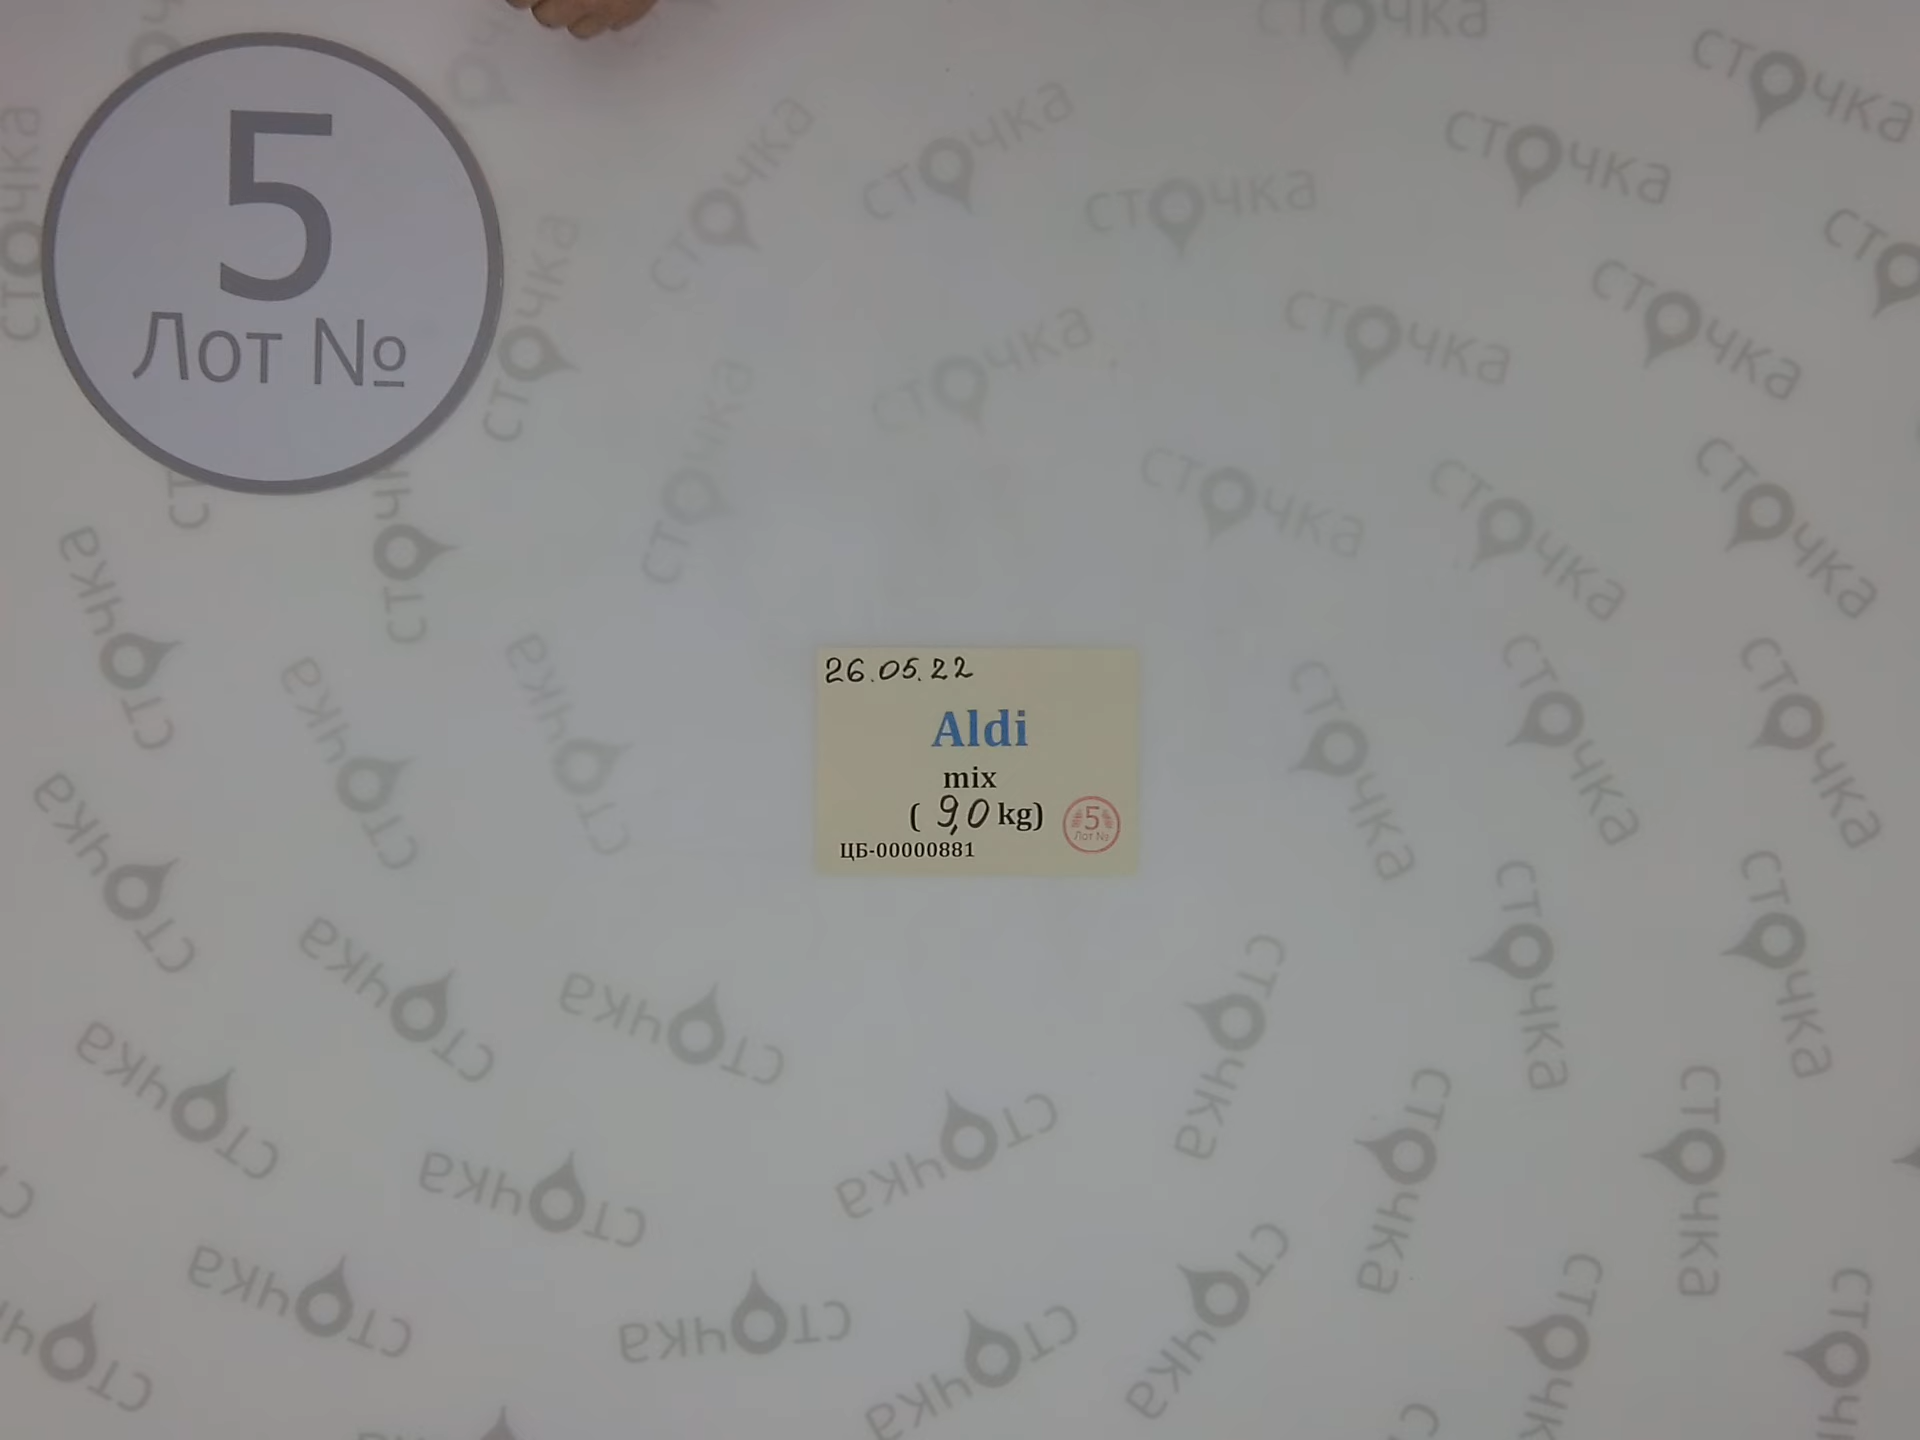 5
Лот №
26.05.22
Aldi
mix
( 9,0 kg)
5
Лот №
ЦБ-00000881
сточка